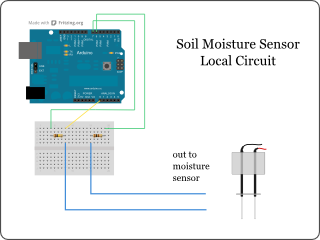 Made with Fritzing.org
Soil Moisture Sensor
Local Circuit
Arduino
out to
moisture
sensor